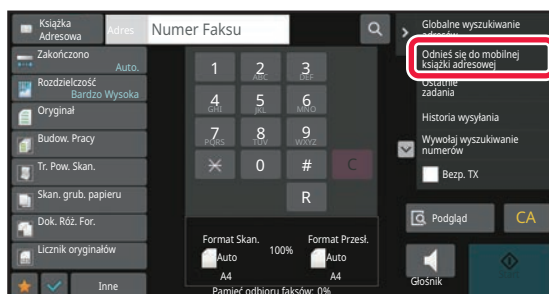 Książka
Adresowa
Adres
Numer Faksu
Zakończono
Auto.
Rozdzielczość
Bardzo Wysoka
Oryginał
Budow. Pracy
Tr. Pow. Skan.
Skan. grub. papieru
Dok. Róż. For.
Licznik oryginałów
Inne
1
2
ABC
3
DEF
4
GHI
5
JKL
6
MNO
7
PQRS
8
TUV
9
WXYZ
0
#
C
R
Format Skan.
100%
Format Przesł.
Auto
A4
Auto
A4
Pamięć odbioru faksów: 0%
Globalne wyszukiwanie
adresów
Odnieś się do mobilnej
książki adresowej
Ostatnie
zadania
Historia wysyłania
Wywołaj wyszukiwanie
numerów
Bezp. TX
Podgląd
CA
Głośnik
Start